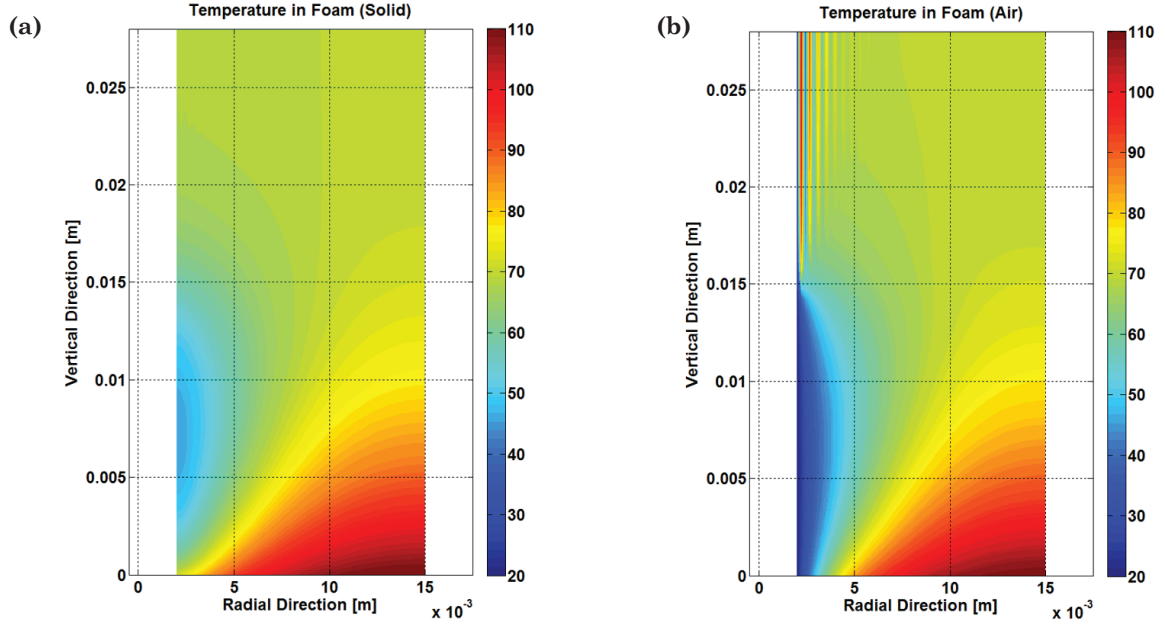 (a)
Temperature in Foam (Solid)
Vertical Direction [m]
0.025
0.02
0.015
0.01
0.005
0
0 5 10 15
Radial Direction [m]
x 10⁻³
110
100
90
80
70
60
50
40
30
20
(b)
Temperature in Foam (Air)
Vertical Direction [m]
0.025
0.02
0.015
0.01
0.005
0
0 5 10 15
Radial Direction [m]
x 10⁻³
110
100
90
80
70
60
50
40
30
20